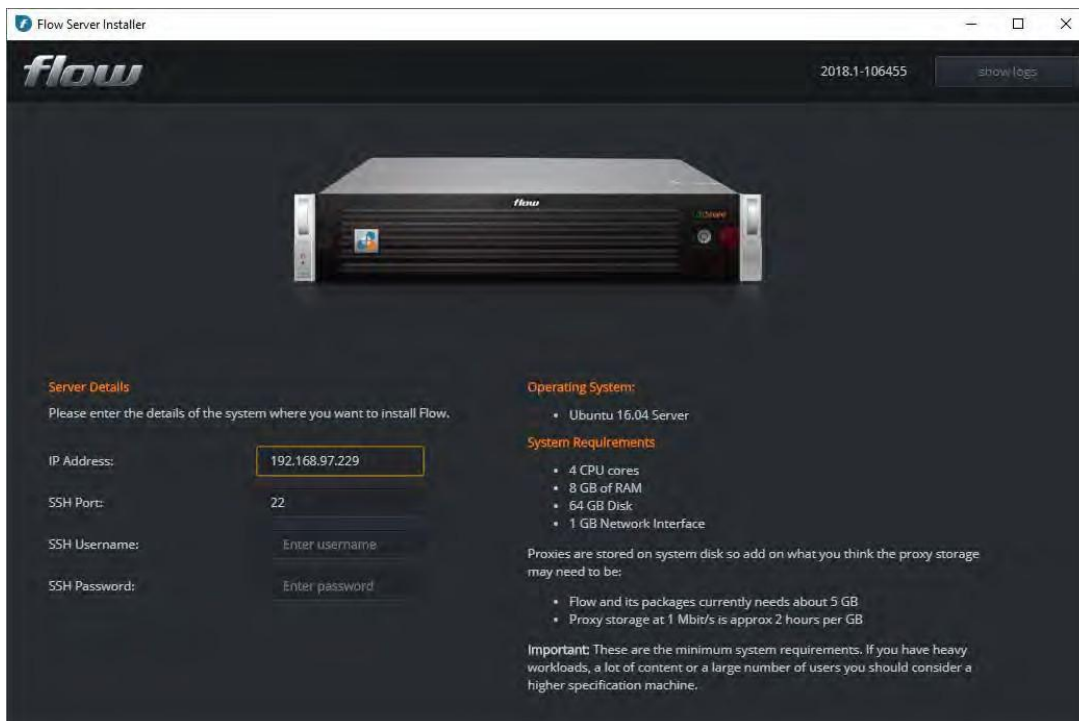 Flow Server Installer
flow
2018.1-106455
show logs
flow
Server Details
Please enter the details of the system where you want to install Flow.
IP Address:
192.168.97.229
SSH Port:
22
SSH Username:
Enter username
SSH Password:
Enter password
Operating System:
• Ubuntu 16.04 Server
System Requirements
• 4 CPU cores
• 8 GB of RAM
• 64 GB Disk
• 1 GB Network Interface
Proxies are stored on system disk so add on what you think the proxy storage
may need to be:
• Flow and its packages currently needs about 5 GB
• Proxy storage at 1 Mbit/s is approx 2 hours per GB
Important: These are the minimum system requirements. If you have heavy
workloads, a lot of content or a large number of users you should consider a
higher specification machine.